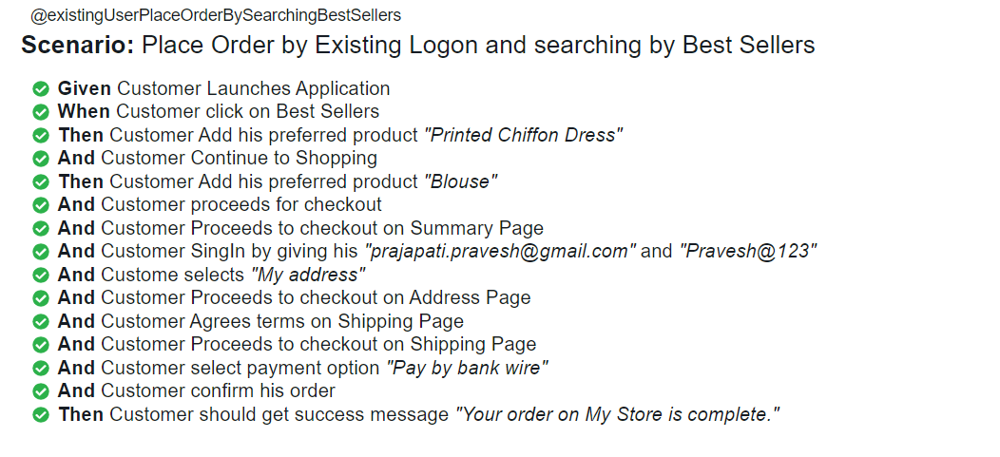 @existingUserPlaceOrderBySearchingBestSellers
Scenario: Place Order by Existing Logon and searching by Best Sellers
Given Customer Launches Application
When Customer click on Best Sellers
Then Customer Add his preferred product "Printed Chiffon Dress"
And Customer Continue to Shopping
Then Customer Add his preferred product "Blouse"
And Customer proceeds for checkout
And Customer Proceeds to checkout on Summary Page
And Customer SingIn by giving his "prajapati.pravesh@gmail.com" and "Pravesh@123"
And Custome selects "My address"
And Customer Proceeds to checkout on Address Page
And Customer Agrees terms on Shipping Page
And Customer Proceeds to checkout on Shipping Page
And Customer select payment option "Pay by bank wire"
And Customer confirm his order
Then Customer should get success message "Your order on My Store is complete."